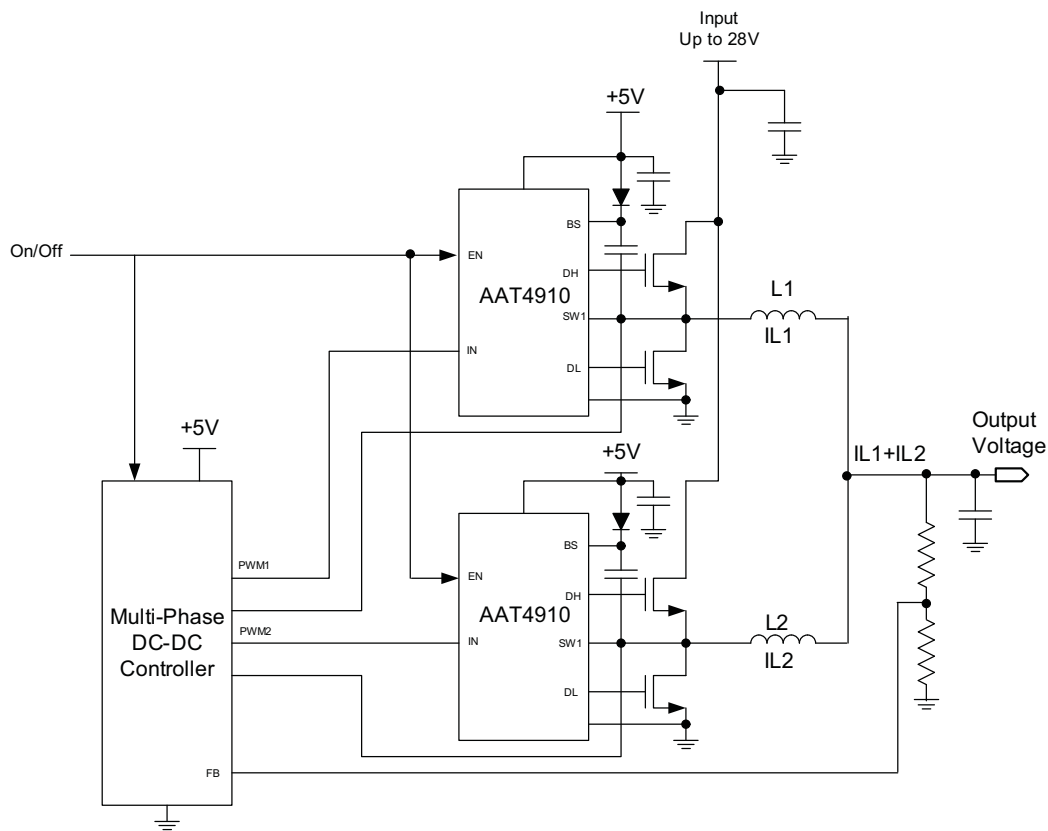 Input
Up to 28V
+5V
On/Off
EN
BS
DH
AAT4910
SW1
IN
DL
L1
IL1
+5V
+5V
Output
Voltage
IL1+IL2
BS
EN
DH
AAT4910
SW1
IN
DL
L2
IL2
PWM1
Multi-Phase
DC-DC
Controller
PWM2
FB